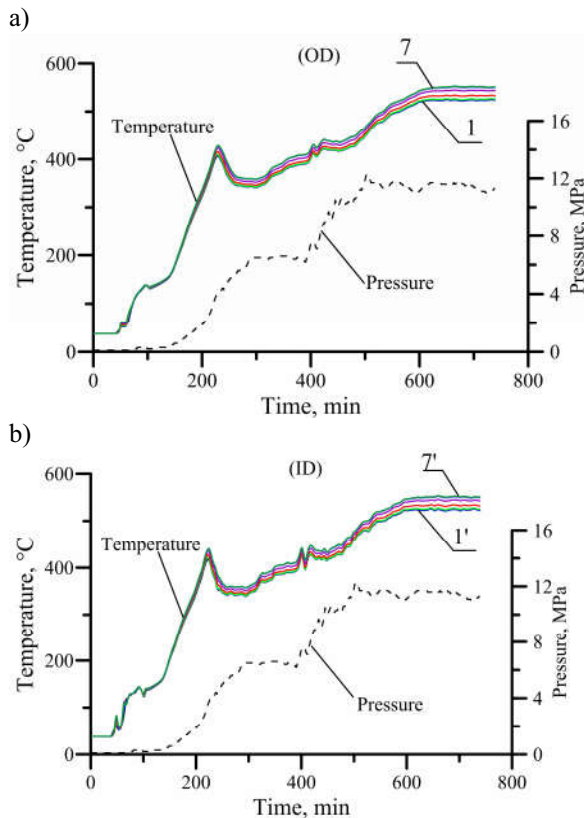 a)
(OD)
7
600
Temperature
1
16
400
12
Temperature, °C
Pressure, MPa
8
200
Pressure
4
0
0
0
200
400
600
800
Time, min
b)
(ID)
7'
600
Temperature
1'
16
400
12
Temperature, °C
Pressure, MPa
8
200
Pressure
4
0
0
0
200
400
600
800
Time, min